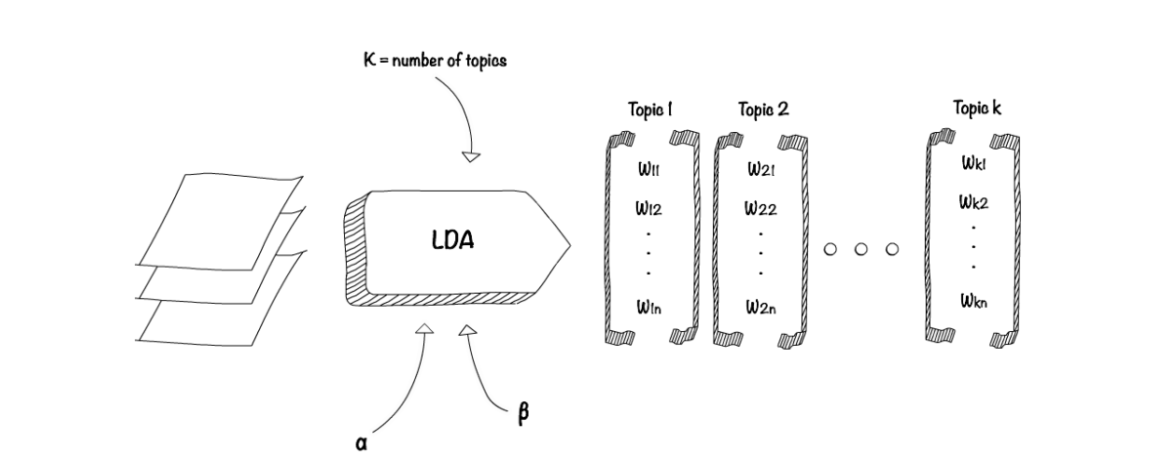 K = number of topics
Topic 1
Topic 2
Topic k
W11
W21
Wk1
W12
W22
Wk2
LDA
W1n
W2n
Wkn
α
β